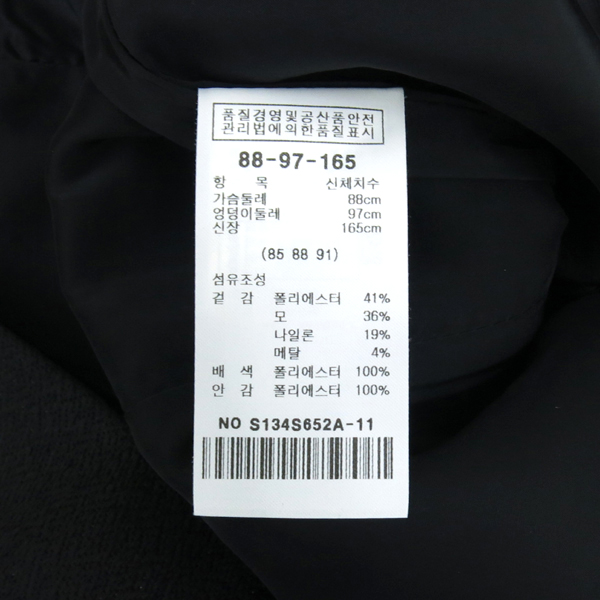 품질경영및공산품안전
관리법에의한품질표시
88-97-165
항 목 신체치수
가슴둘레 88cm
엉덩이둘레 97cm
신장 165cm
(85 88 91)
섬유조성
겉 감 폴리에스터 41%
모 36%
나일론 19%
메탈 4%
배 색 폴리에스터 100%
안 감 폴리에스터 100%
NO S134S652A-11